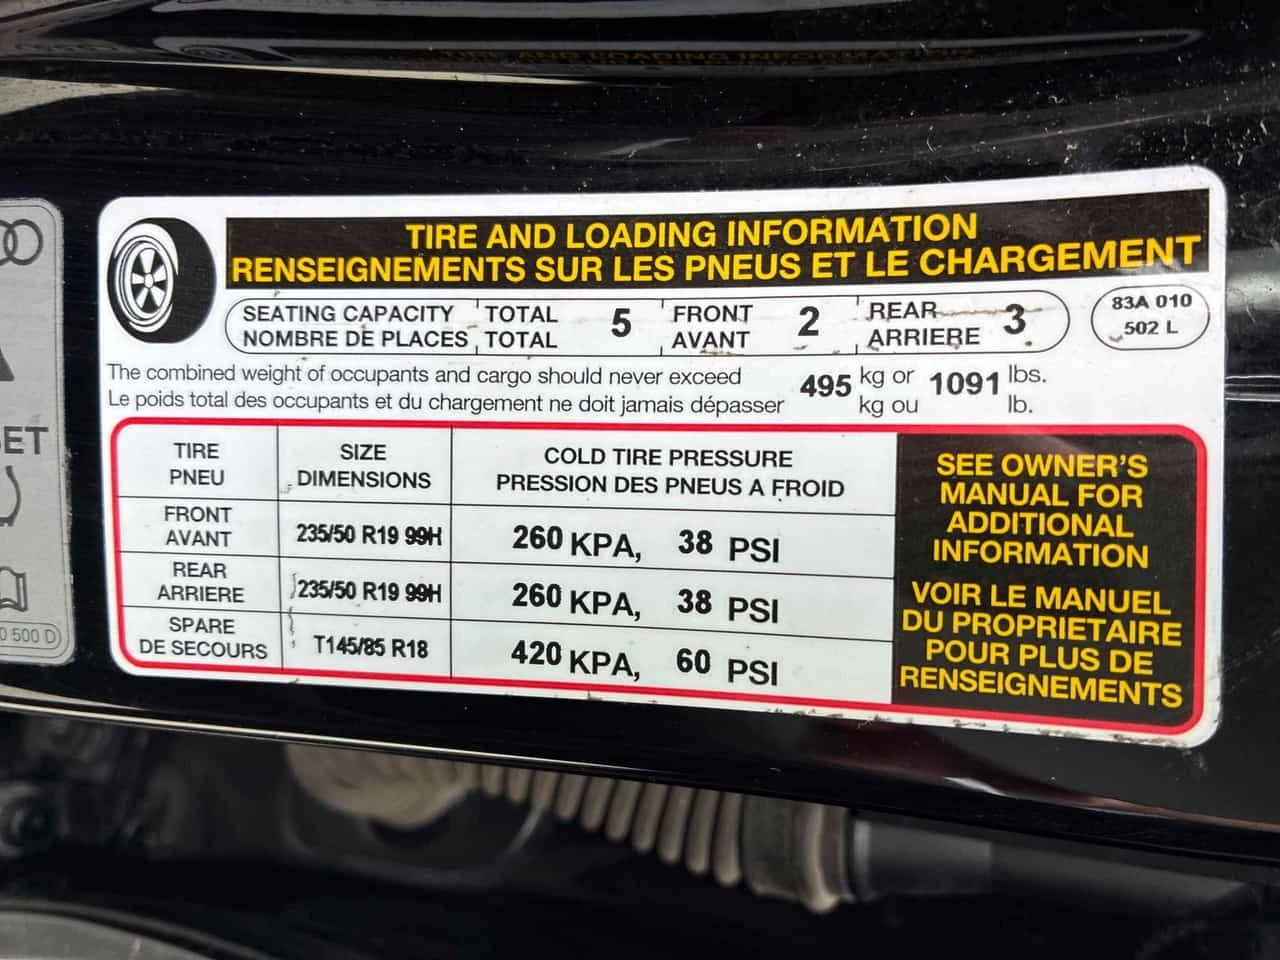 TIRE AND LOADING INFORMATION
RENSEIGNEMENTS SUR LES PNEUS ET LE CHARGEMENT
SEATING CAPACITY TOTAL 5 FRONT 2 REAR 3
NOMBRE DE PLACES TOTAL AVANT ARRIERE
83A 010
502 L
The combined weight of occupants and cargo should never exceed 495 kg or 1091 lbs.
Le poids total des occupants et du chargement ne doit jamais dépasser kg ou lb.
TIRE SIZE COLD TIRE PRESSURE
PNEU DIMENSIONS PRESSION DES PNEUS A FROID
FRONT
AVANT 235/50 R19 99H 260 KPA, 38 PSI
REAR
ARRIERE 235/50 R19 99H 260 KPA, 38 PSI
SPARE
DE SECOURS T145/85 R18 420 KPA, 60 PSI
SEE OWNER'S
MANUAL FOR
ADDITIONAL
INFORMATION
VOIR LE MANUEL
DU PROPRIETAIRE
POUR PLUS DE
RENSEIGNEMENTS
SET
0 500 D